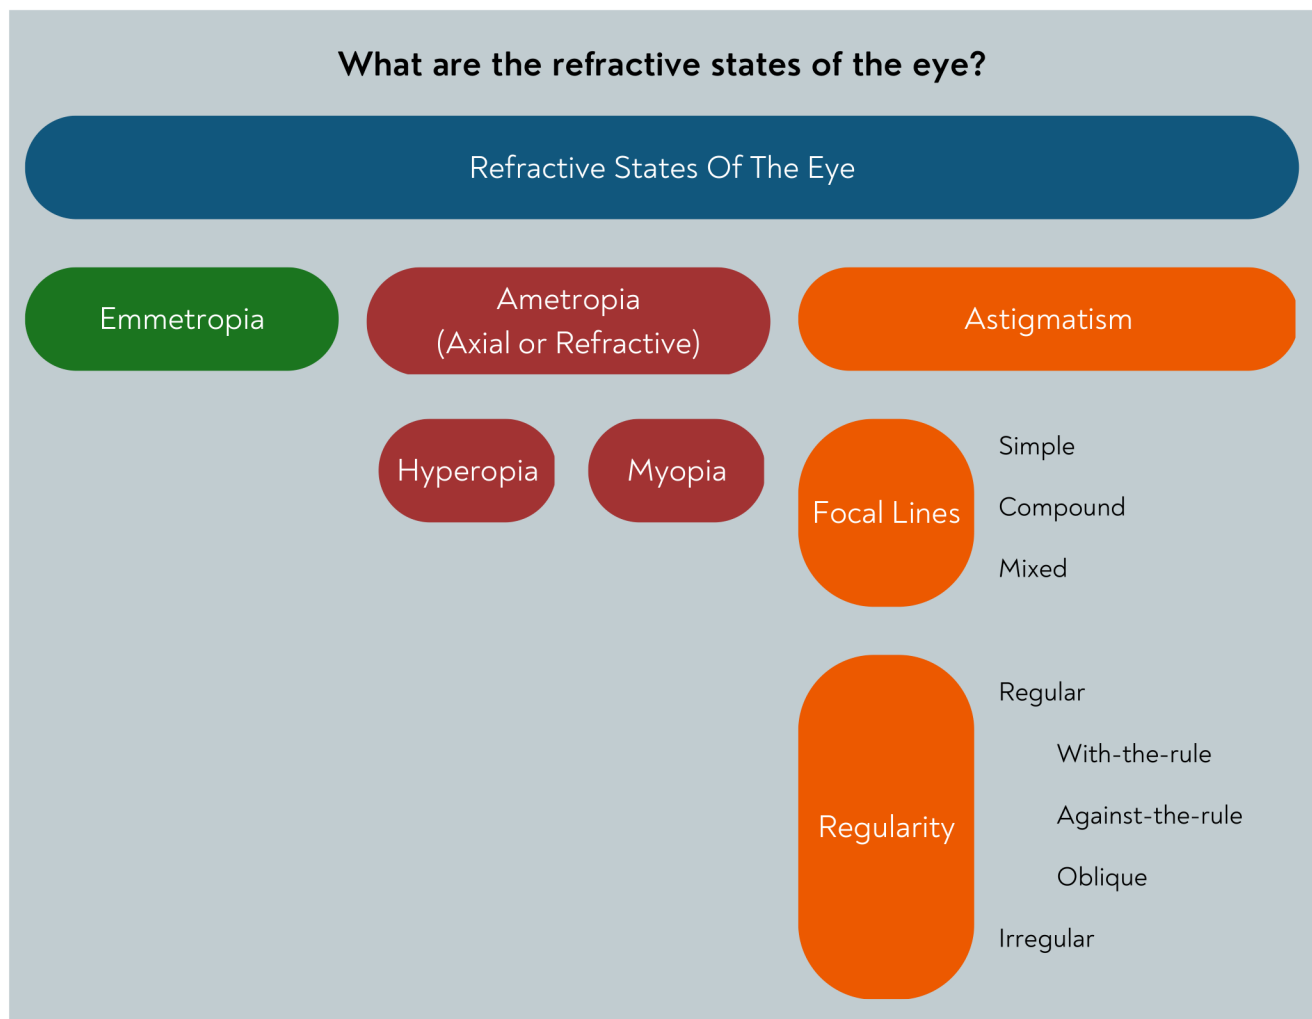 What are the refractive states of the eye?
Refractive States Of The Eye
Emmetropia
Ametropia
(Axial or Refractive)
Astigmatism
Hyperopia
Myopia
Focal Lines
Simple
Compound
Mixed
Regularity
Regular
With-the-rule
Against-the-rule
Oblique
Irregular